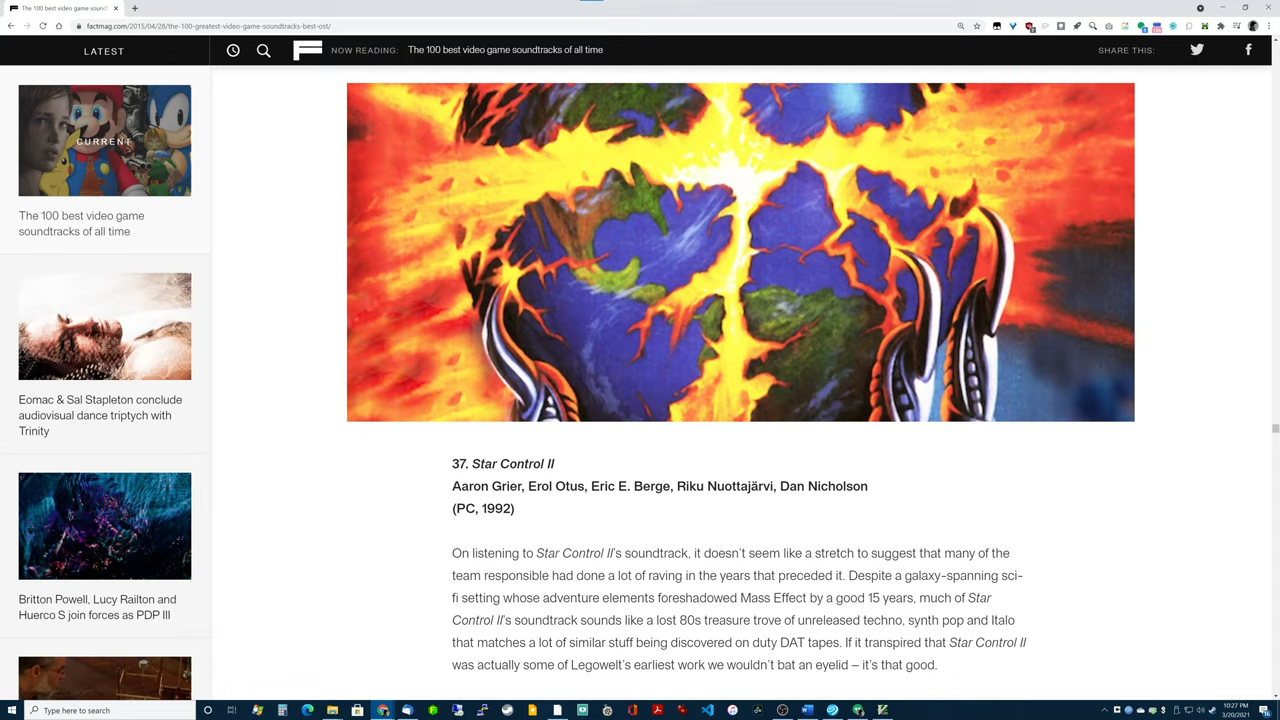 The 100 best video game sound
factmag.com/2015/04/28/the-100-greatest-video-game-soundtracks-best-ost/
LATEST
NOW READING:
The 100 best video game soundtracks of all time
SHARE THIS:
CURRENT
The 100 best video game
soundtracks of all time
Eomac & Sal Stapleton conclude
audiovisual dance triptych with
Trinity
Britton Powell, Lucy Railton and
Huerco S join forces as PDP III
37. Star Control II
Aaron Grier, Erol Otus, Eric E. Berge, Riku Nuottajärvi, Dan Nicholson
(PC, 1992)
On listening to Star Control II's soundtrack, it doesn't seem like a stretch to suggest that many of the
team responsible had done a lot of raving in the years that preceded it. Despite a galaxy-spanning sci-
fi setting whose adventure elements foreshadowed Mass Effect by a good 15 years, much of Star
Control II's soundtrack sounds like a lost 80s treasure trove of unreleased techno, synth pop and Italo
that matches a lot of similar stuff being discovered on duty DAT tapes. If it transpired that Star Control II
was actually some of Legowelt's earliest work we wouldn't bat an eyelid – it's that good.
Type here to search
10:27 PM
3/20/2021